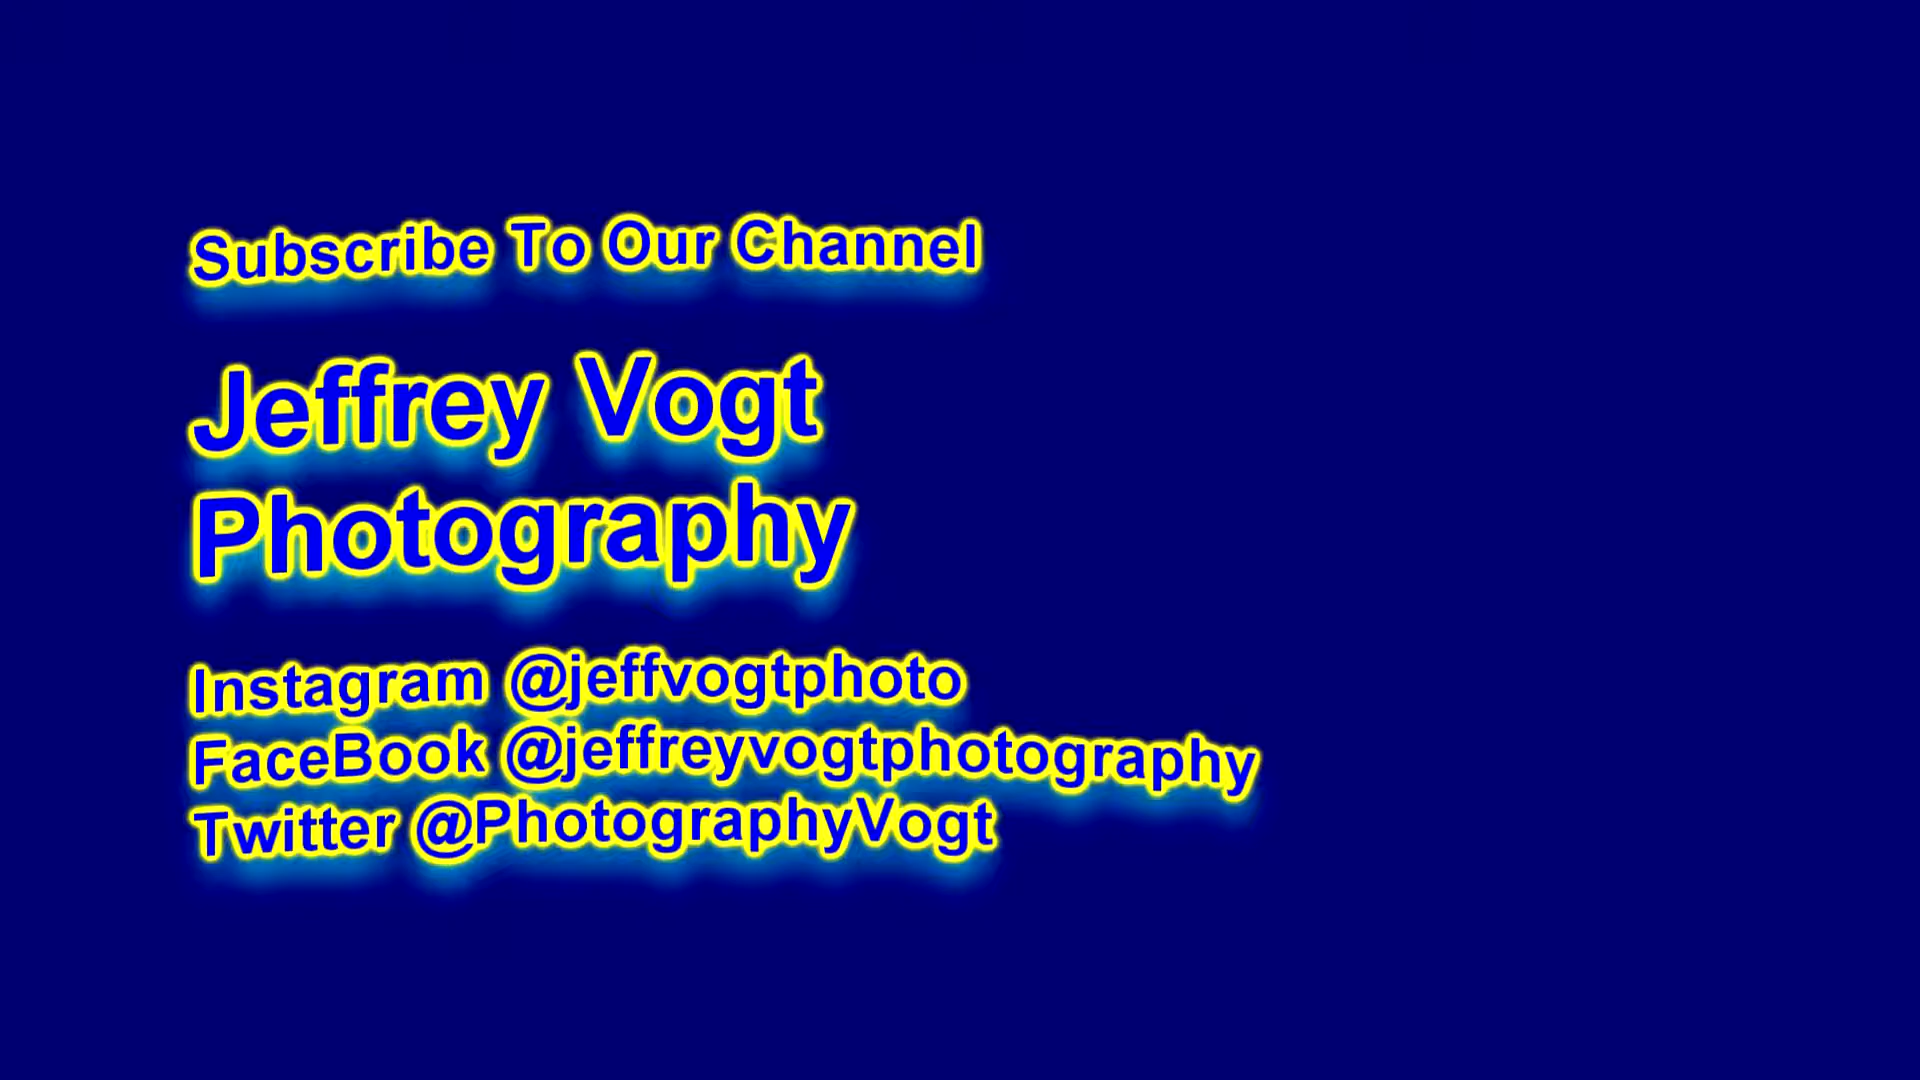 Subscribe To Our Channel
Jeffrey Vogt
Photography
Instagram @jeffvogtphoto
FaceBook @jeffreyvogtphotography
Twitter @PhotographyVogt